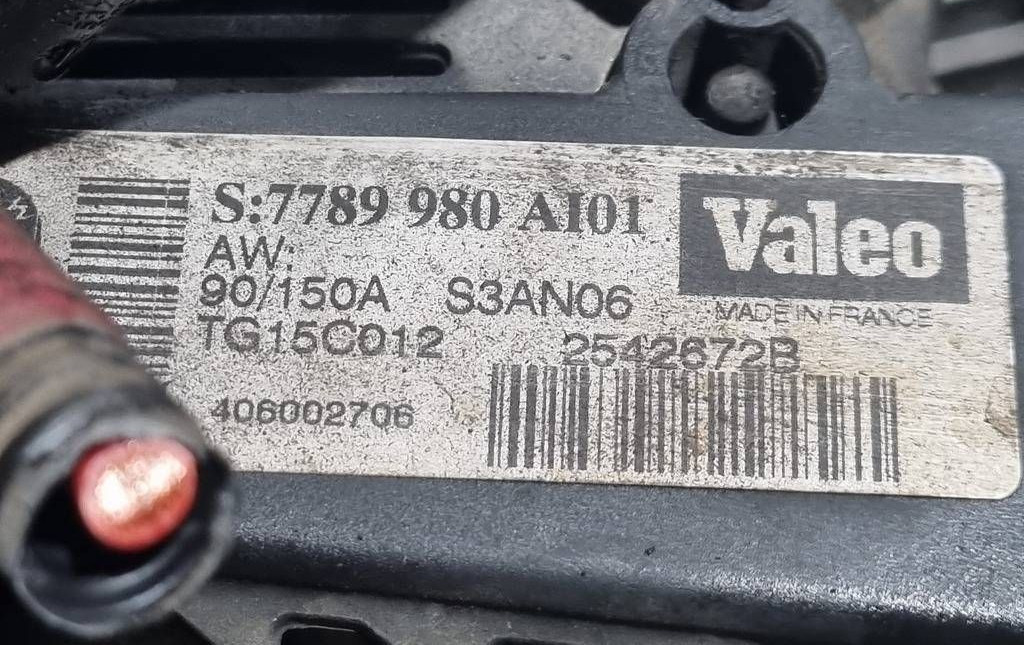 S:7789 980 AI01
Valeo
MADE IN FRANCE
AW:
90/150A S3AN06
TG15C012 2542672B
406002706